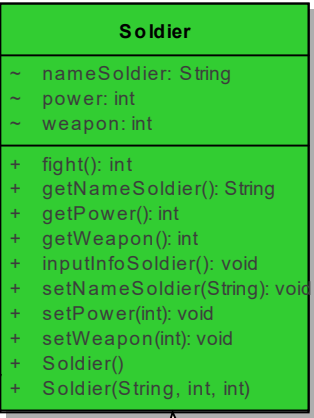 Soldier
~ nameSoldier: String
~ power: int
~ weapon: int
+ fight(): int
+ getNameSoldier(): String
+ getPower(): int
+ getWeapon(): int
+ inputInfoSoldier(): void
+ setNameSoldier(String): void
+ setPower(int): void
+ setWeapon(int): void
+ Soldier()
+ Soldier(String, int, int)